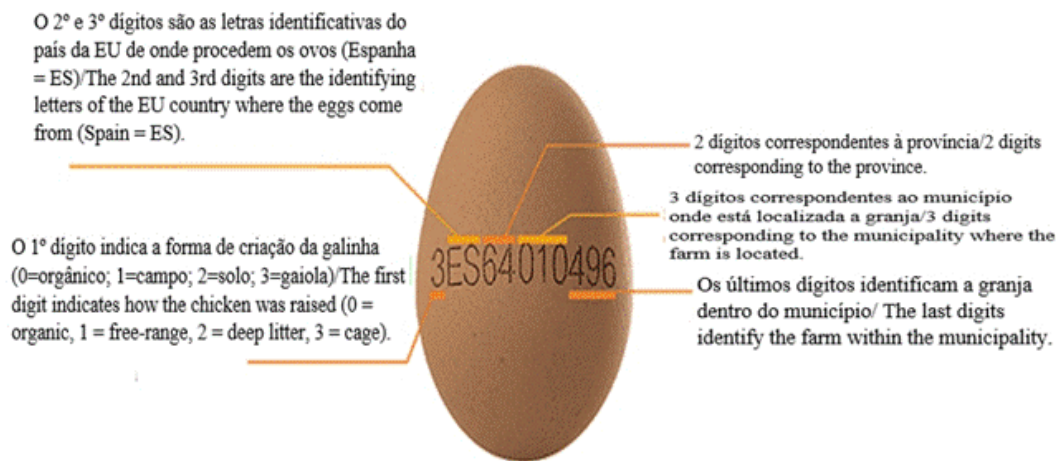 O 2º e 3º dígitos são as letras identificativas do
país da EU de onde procedem os ovos (Espanha
= ES)/The 2nd and 3rd digits are the identifying
letters of the EU country where the eggs come
from (Spain = ES).
2 dígitos correspondentes à província/2 digits
corresponding to the province.
3 dígitos correspondentes ao município
onde está localizada a granja/3 digits
corresponding to the municipality where the
farm is located.
O 1º dígito indica a forma de criação da galinha
(0=orgânico; 1=campo; 2=solo; 3=gaiola)/The first
digit indicates how the chicken was raised (0 =
organic, 1 = free-range, 2 = deep litter, 3 = cage).
3ES64010496
Os últimos dígitos identificam a granja
dentro do município/ The last digits
identify the farm within the municipality.